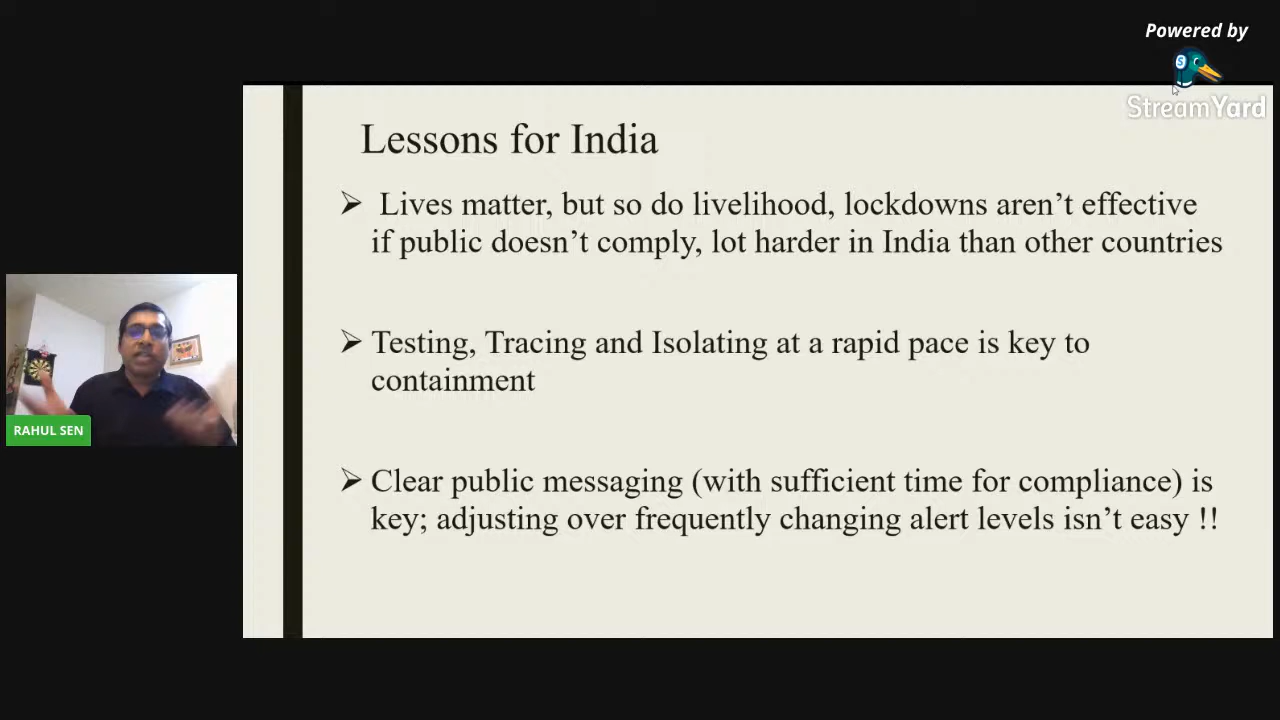 Powered by
StreamYard
Lessons for India
➢ Lives matter, but so do livelihood, lockdowns aren’t effective
if public doesn’t comply, lot harder in India than other countries
➢ Testing, Tracing and Isolating at a rapid pace is key to
containment
➢ Clear public messaging (with sufficient time for compliance) is
key; adjusting over frequently changing alert levels isn’t easy !!
RAHUL SEN